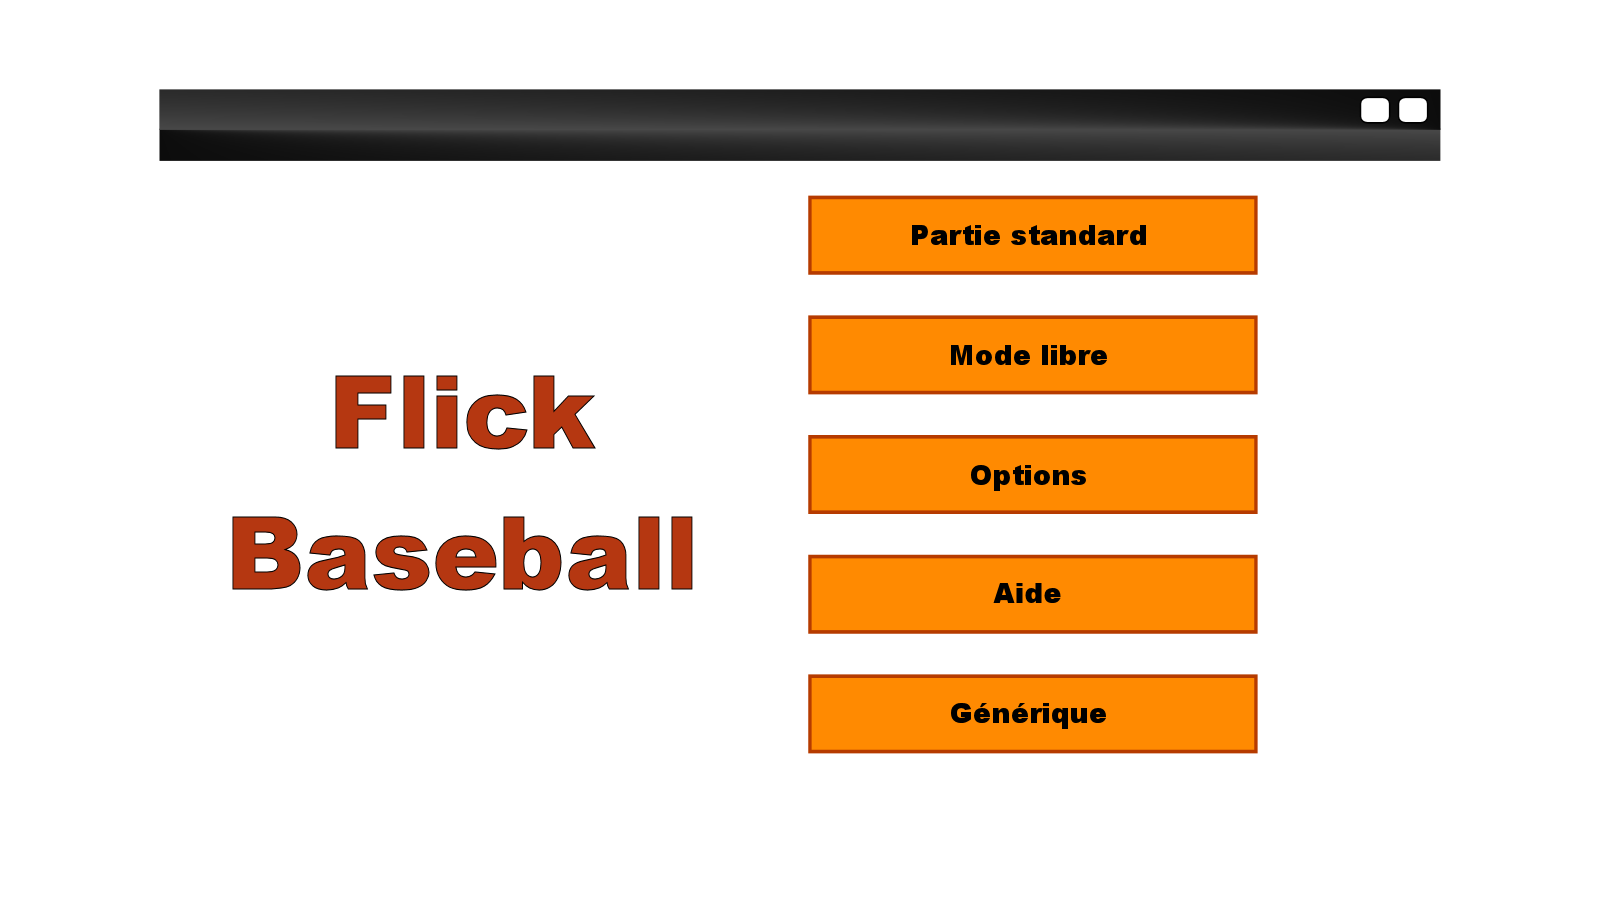 Flick
Baseball
Partie standard
Mode libre
Options
Aide
Générique